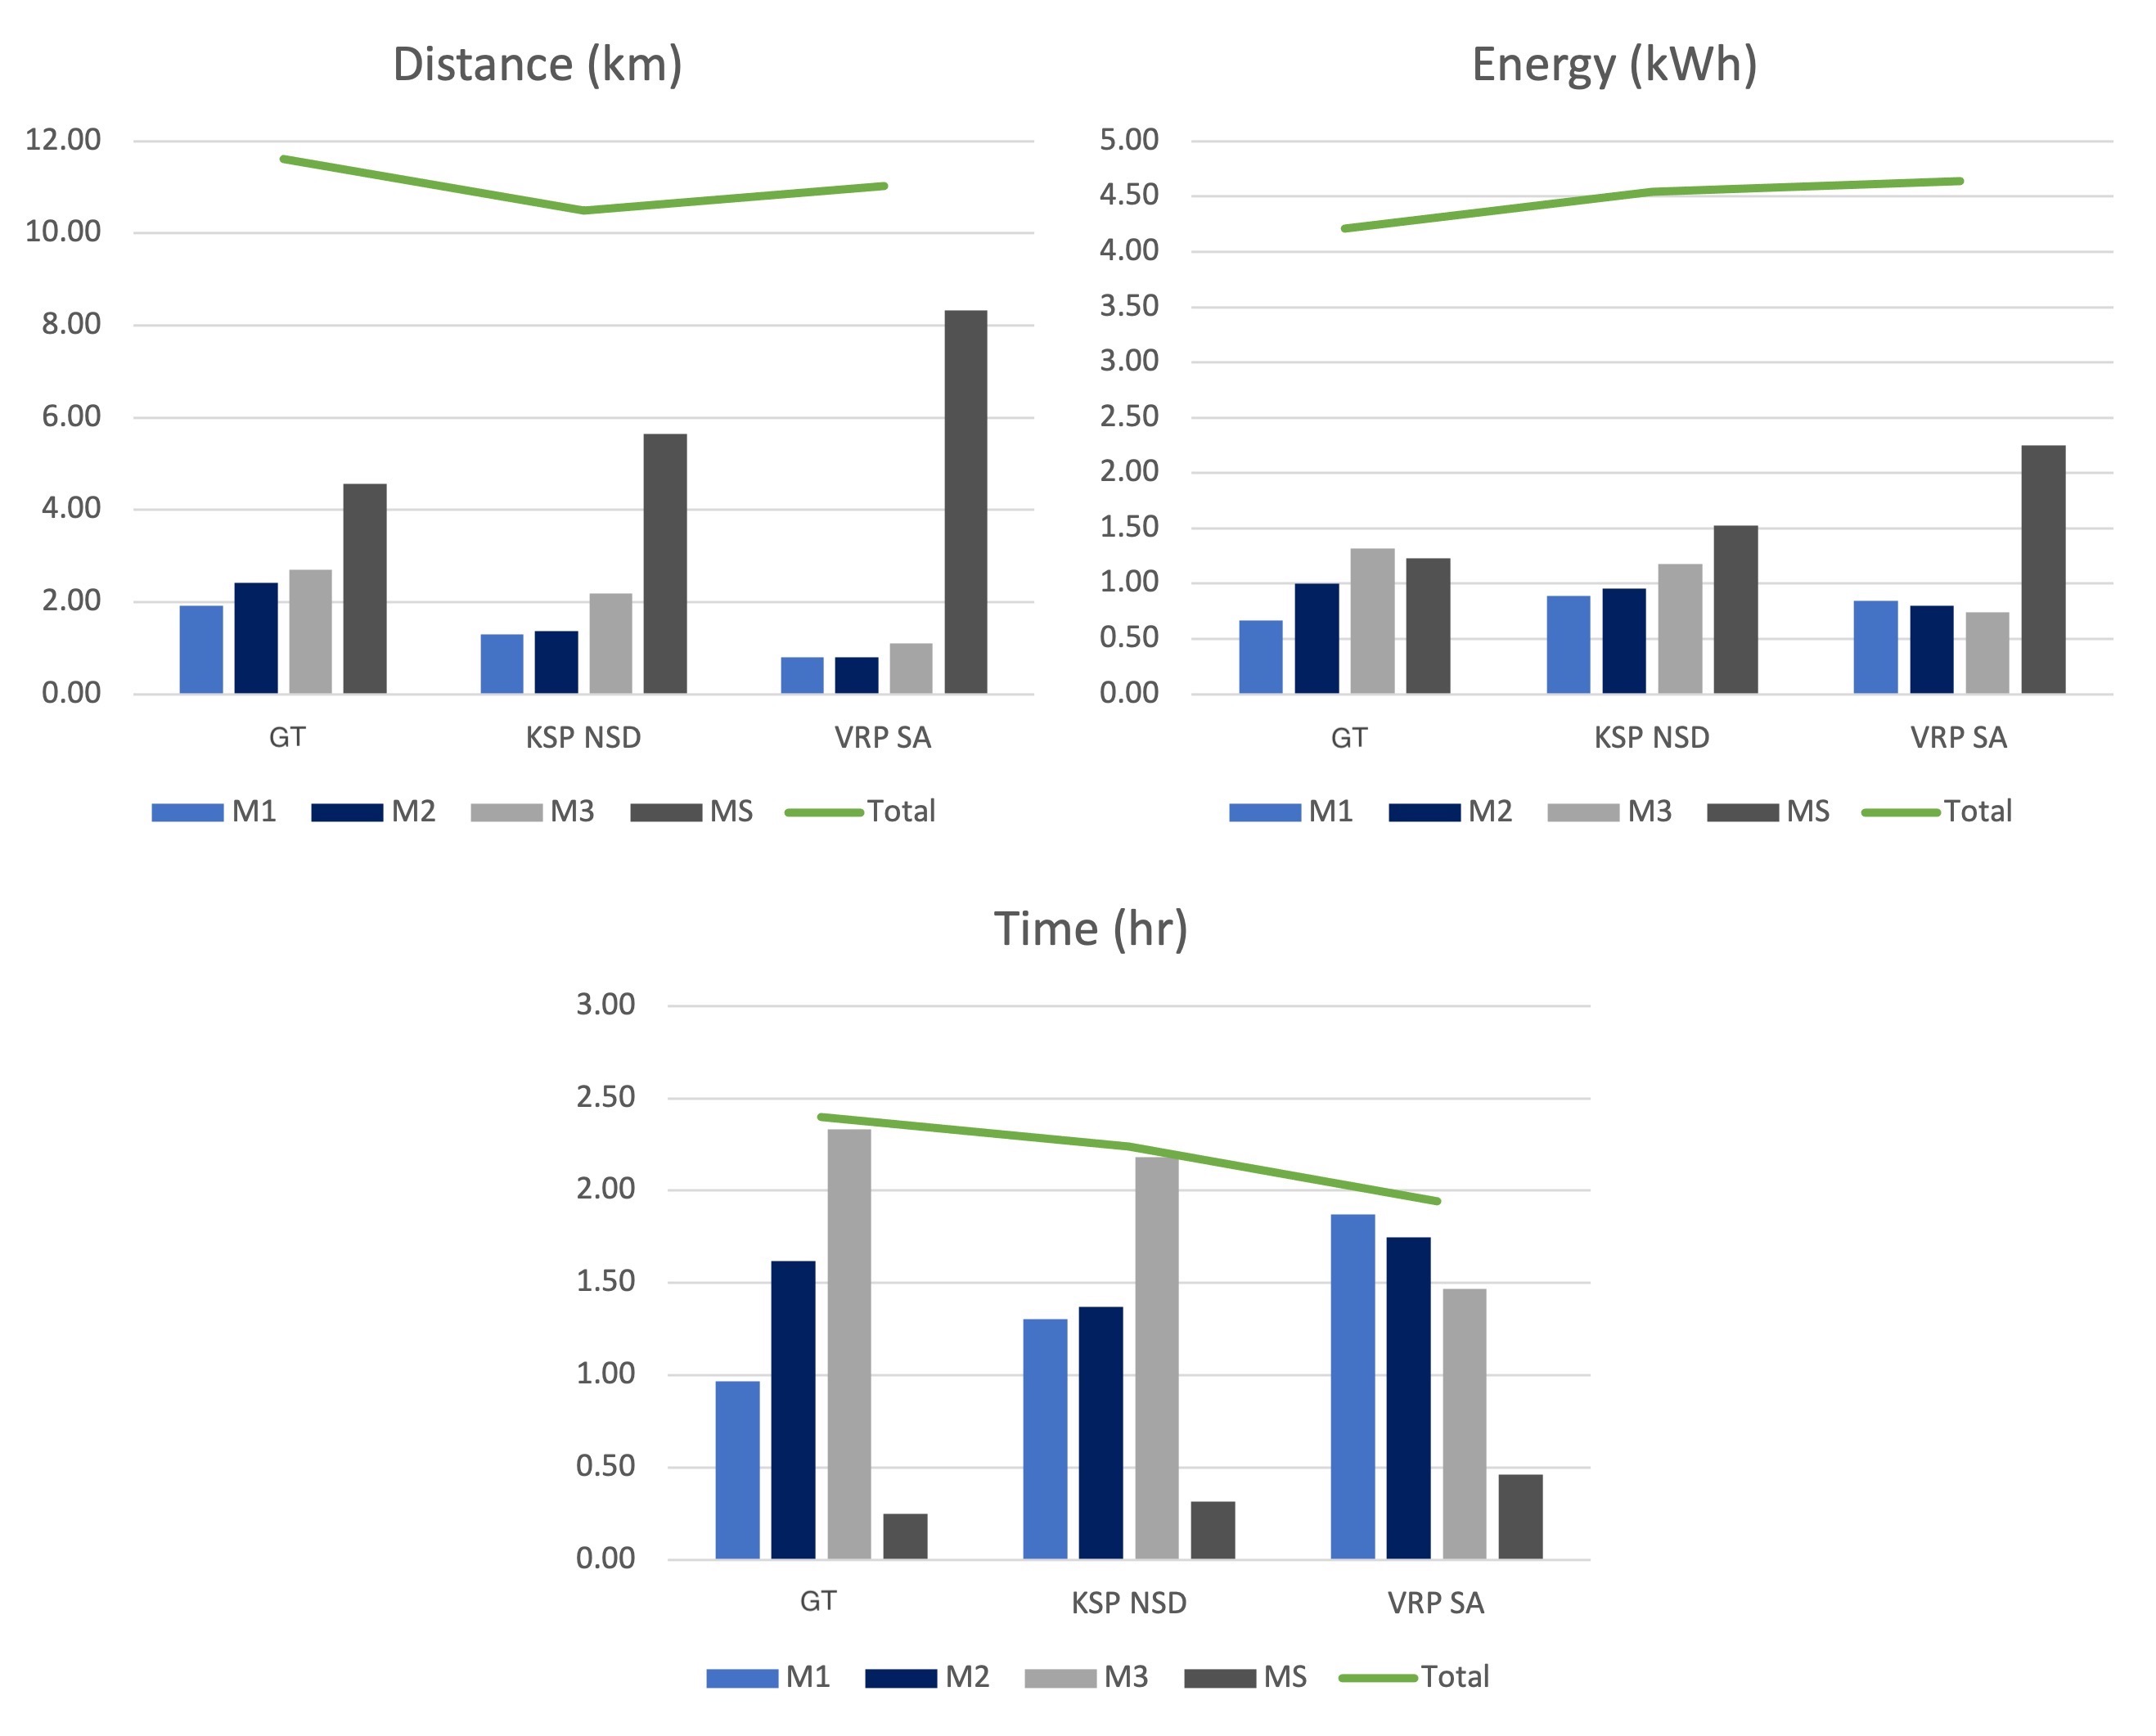 Distance (km)
12.00
10.00
8.00
6.00
4.00
2.00
0.00
GT KSP NSD VRP SA
M1 M2 M3 MS Total
Energy (kWh)
5.00
4.50
4.00
3.50
3.00
2.50
2.00
1.50
1.00
0.50
0.00
GT KSP NSD VRP SA
M1 M2 M3 MS Total
Time (hr)
3.00
2.50
2.00
1.50
1.00
0.50
0.00
GT KSP NSD VRP SA
M1 M2 M3 MS Total